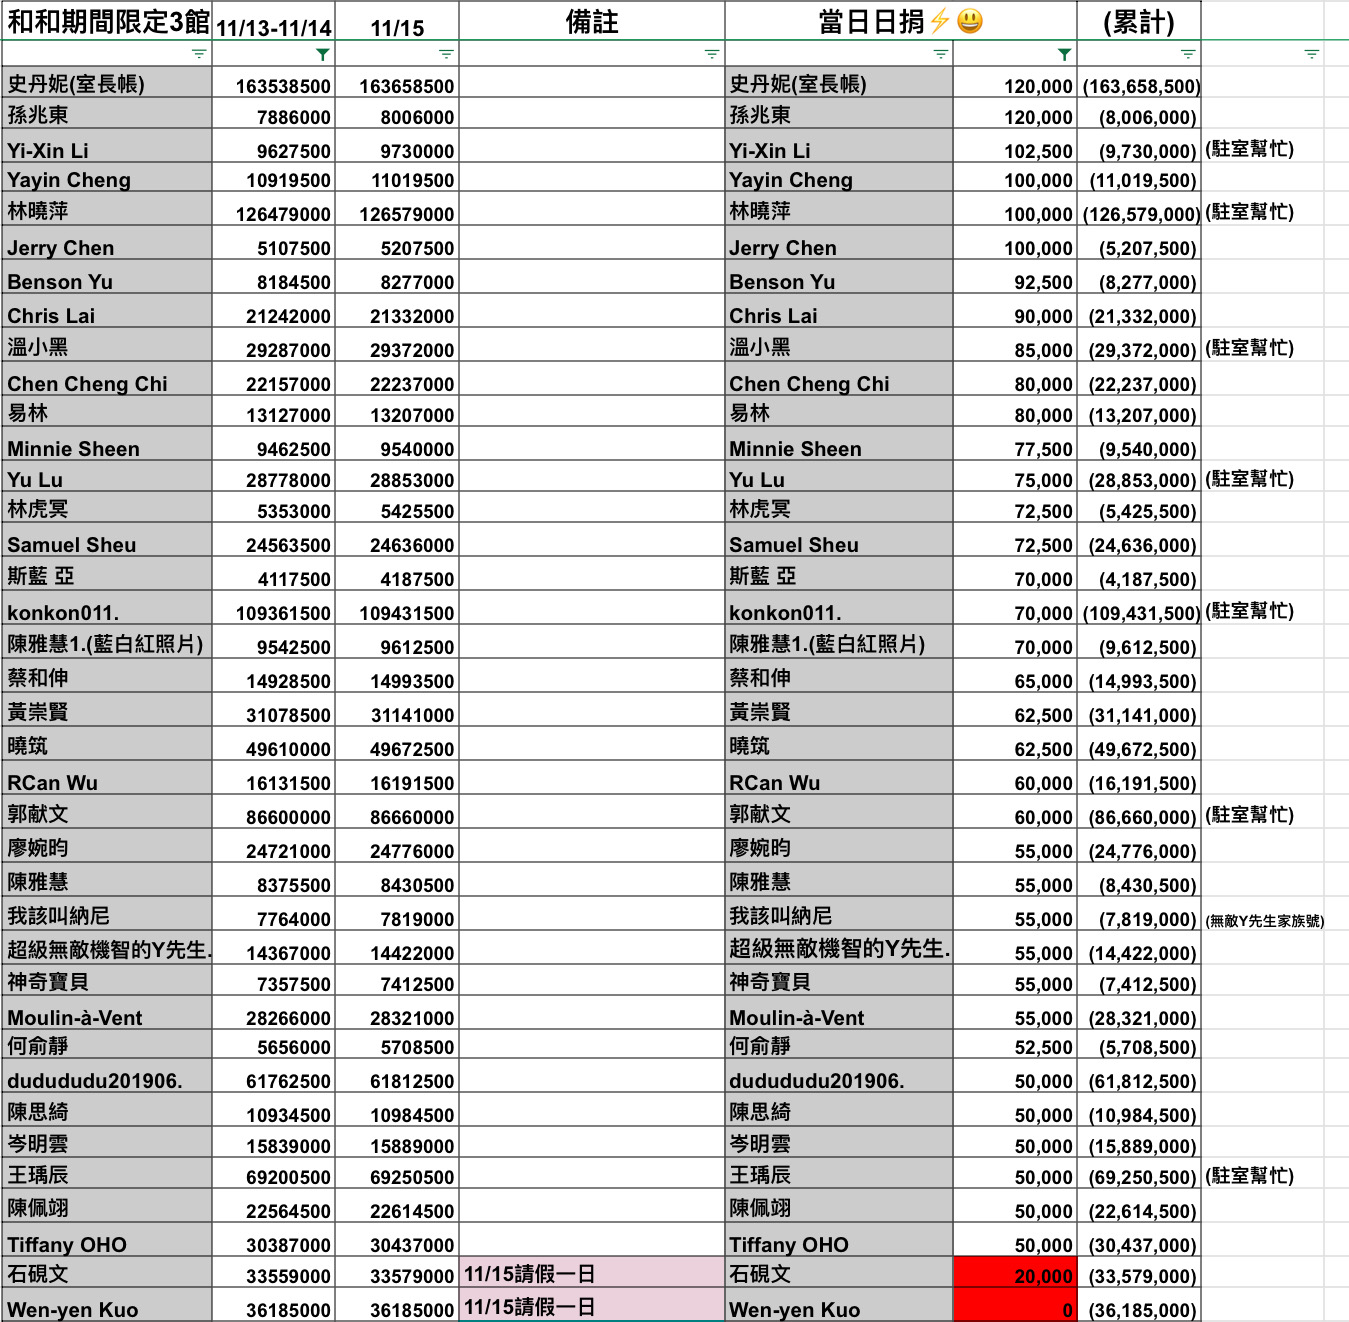 和和期間限定3館 11/13-11/14 11/15 備註 當日日捐⚡😃 (累計)
史丹妮(室長帳) 163538500 163658500 史丹妮(室長帳) 120,000 (163,658,500)
孫兆東 7886000 8006000 孫兆東 120,000 (8,006,000)
Yi-Xin Li 9627500 9730000 Yi-Xin Li 102,500 (9,730,000) (駐室幫忙)
Yayin Cheng 10919500 11019500 Yayin Cheng 100,000 (11,019,500)
林曉萍 126479000 126579000 林曉萍 100,000 (126,579,000) (駐室幫忙)
Jerry Chen 5107500 5207500 Jerry Chen 100,000 (5,207,500)
Benson Yu 8184500 8277000 Benson Yu 92,500 (8,277,000)
Chris Lai 21242000 21332000 Chris Lai 90,000 (21,332,000)
溫小黑 29287000 29372000 溫小黑 85,000 (29,372,000) (駐室幫忙)
Chen Cheng Chi 22157000 22237000 Chen Cheng Chi 80,000 (22,237,000)
易林 13127000 13207000 易林 80,000 (13,207,000)
Minnie Sheen 9462500 9540000 Minnie Sheen 77,500 (9,540,000)
Yu Lu 28778000 28853000 Yu Lu 75,000 (28,853,000) (駐室幫忙)
林虎冥 5353000 5425500 林虎冥 72,500 (5,425,500)
Samuel Sheu 24563500 24636000 Samuel Sheu 72,500 (24,636,000)
斯藍 亞 4117500 4187500 斯藍 亞 70,000 (4,187,500)
konkon011. 109361500 109431500 konkon011. 70,000 (109,431,500) (駐室幫忙)
陳雅慧1.(藍白紅照片) 9542500 9612500 陳雅慧1.(藍白紅照片) 70,000 (9,612,500)
蔡和伸 14928500 14993500 蔡和伸 65,000 (14,993,500)
黃崇賢 31078500 31141000 黃崇賢 62,500 (31,141,000)
曉筑 49610000 49672500 曉筑 62,500 (49,672,500)
RCan Wu 16131500 16191500 RCan Wu 60,000 (16,191,500)
郭献文 86600000 86660000 郭献文 60,000 (86,660,000) (駐室幫忙)
廖婉昀 24721000 24776000 廖婉昀 55,000 (24,776,000)
陳雅慧 8375500 8430500 陳雅慧 55,000 (8,430,500)
我該叫納尼 7764000 7819000 我該叫納尼 55,000 (7,819,000) (無敵Y先生家族號)
超級無敵機智的Y先生. 14367000 14422000 超級無敵機智的Y先生. 55,000 (14,422,000)
神奇寶貝 7357500 7412500 神奇寶貝 55,000 (7,412,500)
Moulin-à-Vent 28266000 28321000 Moulin-à-Vent 55,000 (28,321,000)
何俞靜 5656000 5708500 何俞靜 52,500 (5,708,500)
dudududu201906. 61762500 61812500 dudududu201906. 50,000 (61,812,500)
陳思綺 10934500 10984500 陳思綺 50,000 (10,984,500)
岑明雲 15839000 15889000 岑明雲 50,000 (15,889,000)
王瑀辰 69200500 69250500 王瑀辰 50,000 (69,250,500) (駐室幫忙)
陳佩翊 22564500 22614500 陳佩翊 50,000 (22,614,500)
Tiffany OHO 30387000 30437000 Tiffany OHO 50,000 (30,437,000)
石硯文 33559000 33579000 11/15請假一日 石硯文 20,000 (33,579,000)
Wen-yen Kuo 36185000 36185000 11/15請假一日 Wen-yen Kuo 0 (36,185,000)